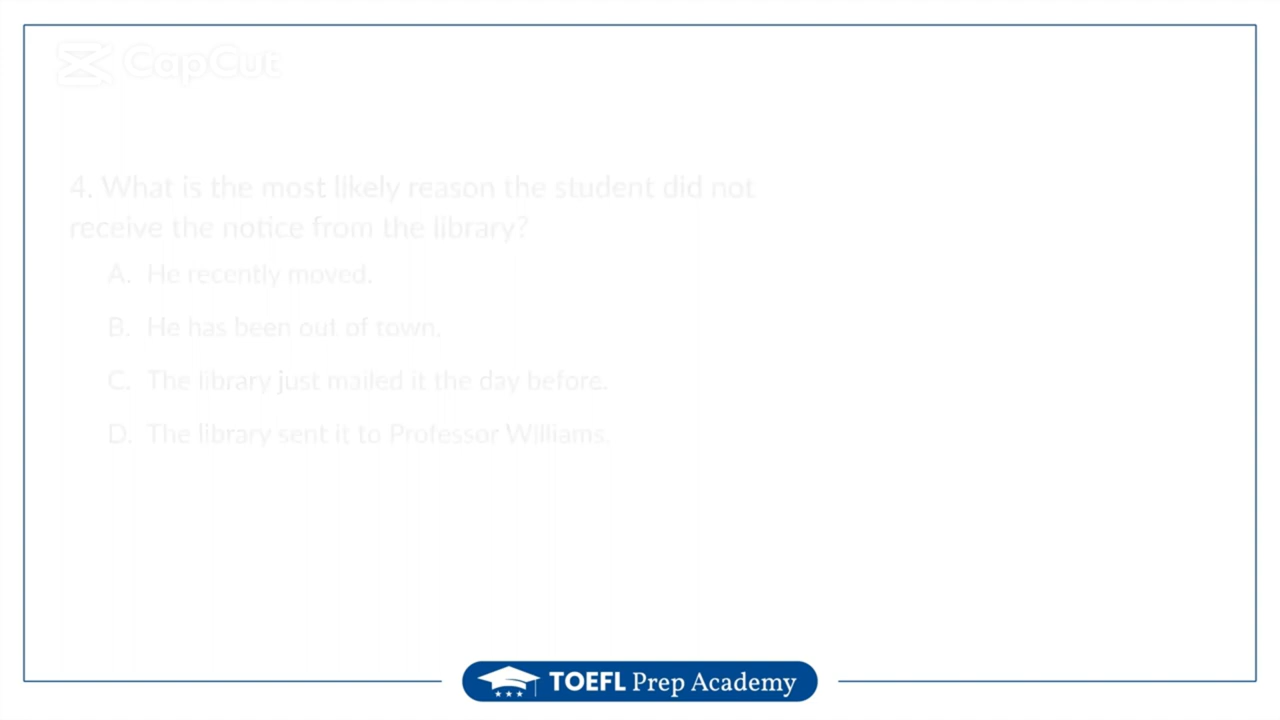 CapCut
4. What is the most likely reason the student did not
receive the notice from the library?
A. He recently moved.
B. He has been out of town.
C. The library just mailed it the day before.
D. The library sent it to Professor Williams.
TOEFL Prep Academy